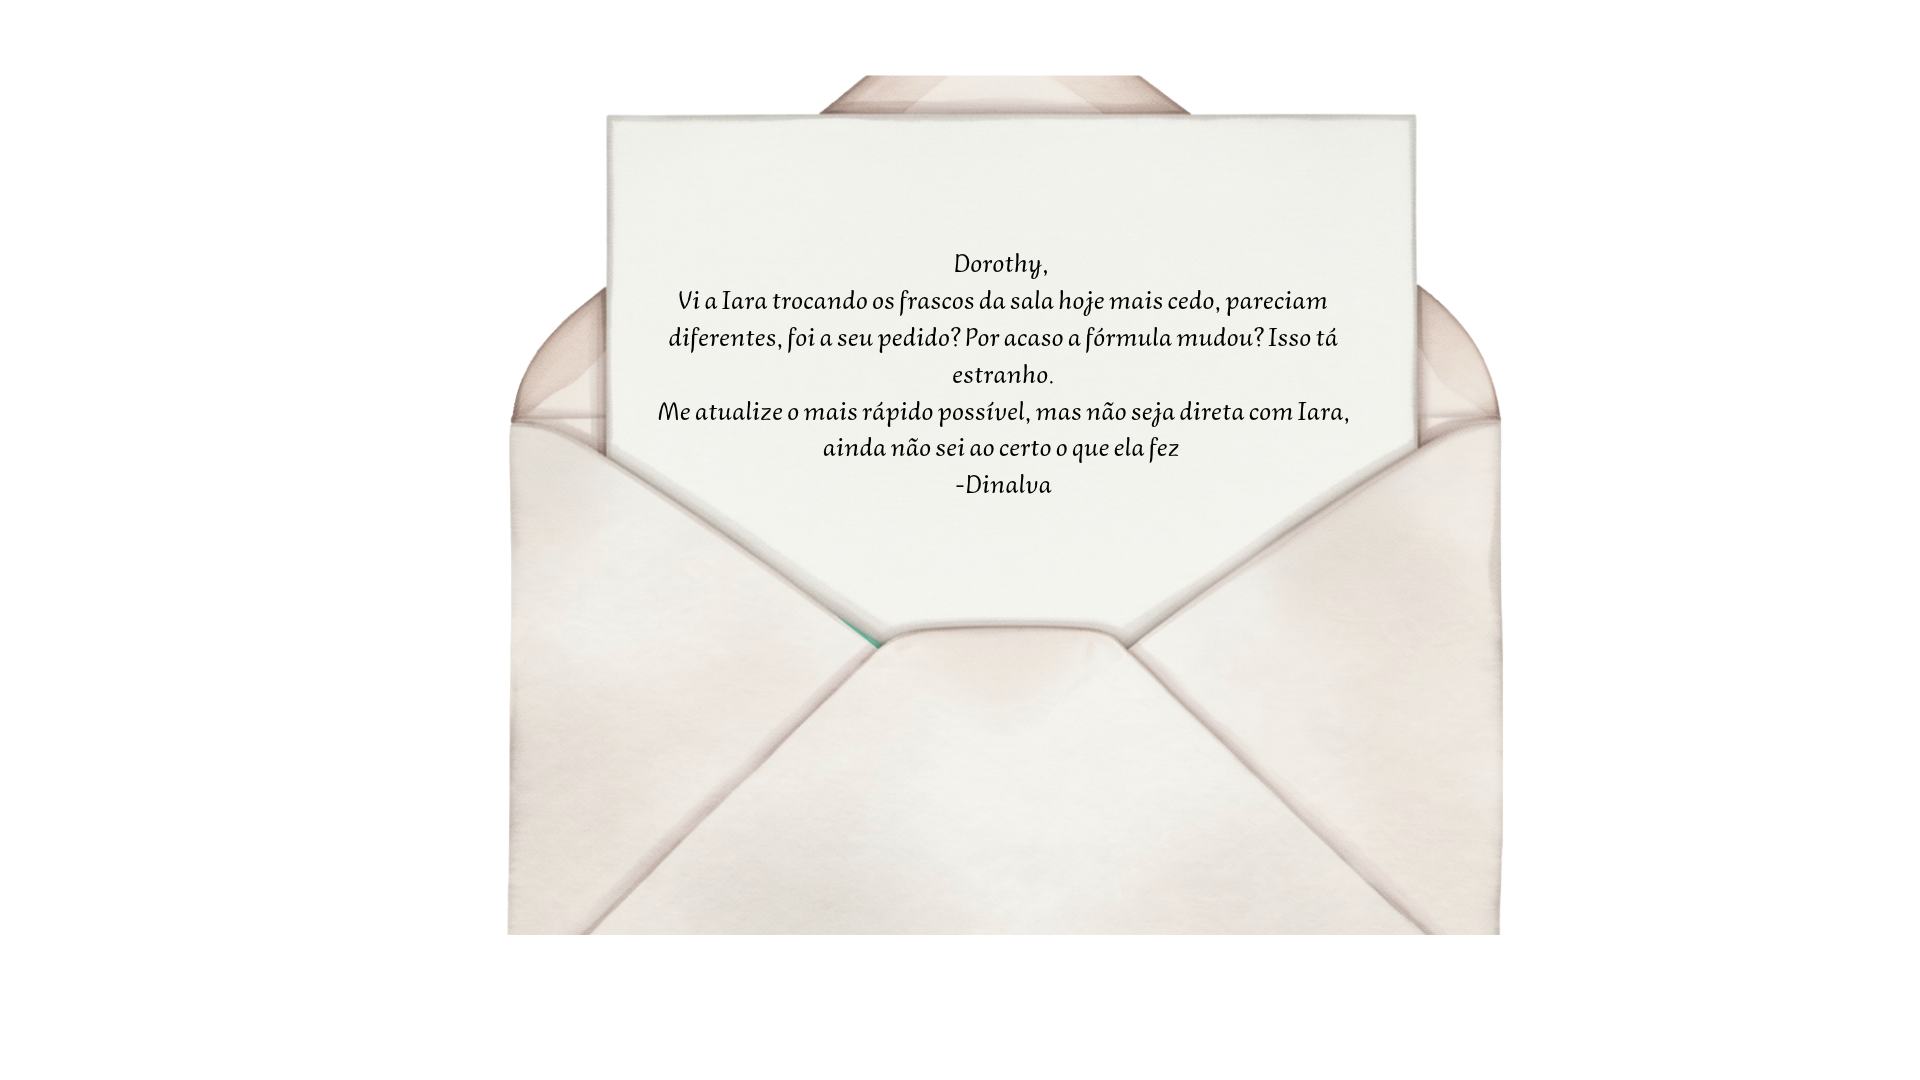 Dorothy,
Vi a Iara trocando os frascos da sala hoje mais cedo, pareciam
diferentes, foi a seu pedido? Por acaso a fórmula mudou? Isso tá
estranho.
Me atualize o mais rápido possível, mas não seja direta com Iara,
ainda não sei ao certo o que ela fez
-Dinalva